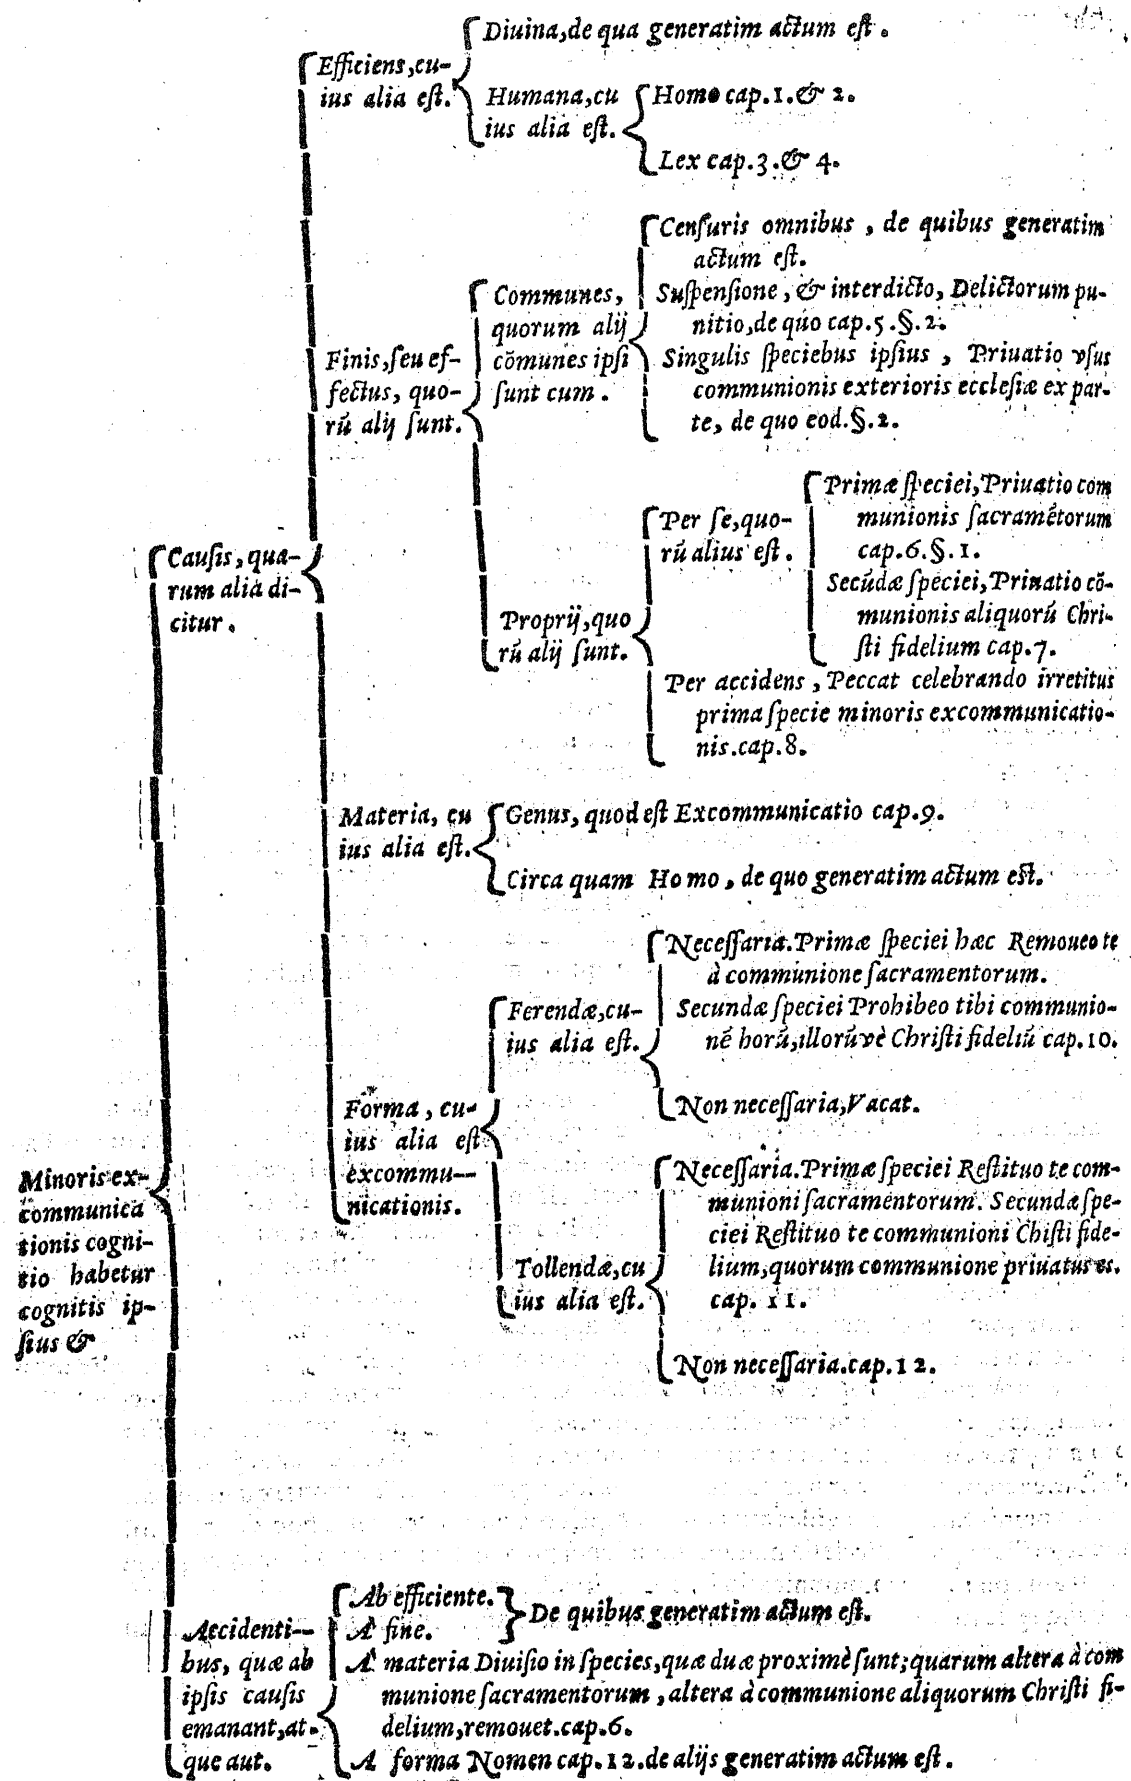 Diuina,de qua generatim actum est.
Efficiens,cu-
ius alia est.
Humana,cu
ius alia est.
Homo cap.1.& 2.
Lex cap.3.& 4.
Censuris omnibus , de quibus generatim
actum est.
Communes,
quorum alij
cōmunes ipsi
sunt cum.
Suspensione, & interdicto, Delictorum pu-
nitio,de quo cap.5.§.2.
Singulis speciebus ipsius , Priuatio vsus
communionis exterioris ecclesiæ ex par-
te, de quo eod.§.2.
Finis,seu ef-
fectus, quo-
rū alij sunt.
Primæ speciei,Priuatio com
munionis sacramētorum
cap.6.§.1.
Per se,quo-
rū alius est.
Secūdæ speciei,Priuatio cō-
munionis aliquorū Chri-
sti fidelium cap.7.
Causis, qua-
rum alia di-
citur.
Proprij,quo
rū alij sunt.
Per accidens , Peccat celebrando irretitus
prima specie minoris excommunicatio-
nis.cap.8.
Materia, cu
ius alia est.
Genus, quod est Excommunicatio cap.9.
Circa quam Homo, de quo generatim actum est.
Necessaria.Primæ speciei hæc Remoueo te
à communione sacramentorum.
Ferendæ,cu-
ius alia est.
Secundæ speciei Prohibeo tibi communio-
nē horū,illorūvè Christi fideliū cap.10.
Non necessaria,Vacat.
Forma, cu-
ius alia est
excommu--
nicationis.
Necessaria.Primæ speciei Restituo te com-
munioni sacramentorum. Secundæ spe-
ciei Restituo te communioni Chisti fide-
lium,quorum communione priuatus es.
cap. 11.
Tollendæ,cu
ius alia est.
Non necessaria.cap.12.
Minoris ex-
communica
tionis cogni-
tio habetur
cognitis ip-
sius &
Accidenti--
bus, quæ ab
ipsis causis
emanant,at-
que aut.
Ab efficiente.
A fine.
De quibus generatim actum est.
A materia Diuisio in species,quæ duæ proximè sunt;quarum altera à com
munione sacramentorum, altera à communione aliquorum Christi fi-
delium,remouet.cap.6.
A forma Nomen cap.12.de alijs generatim actum est.